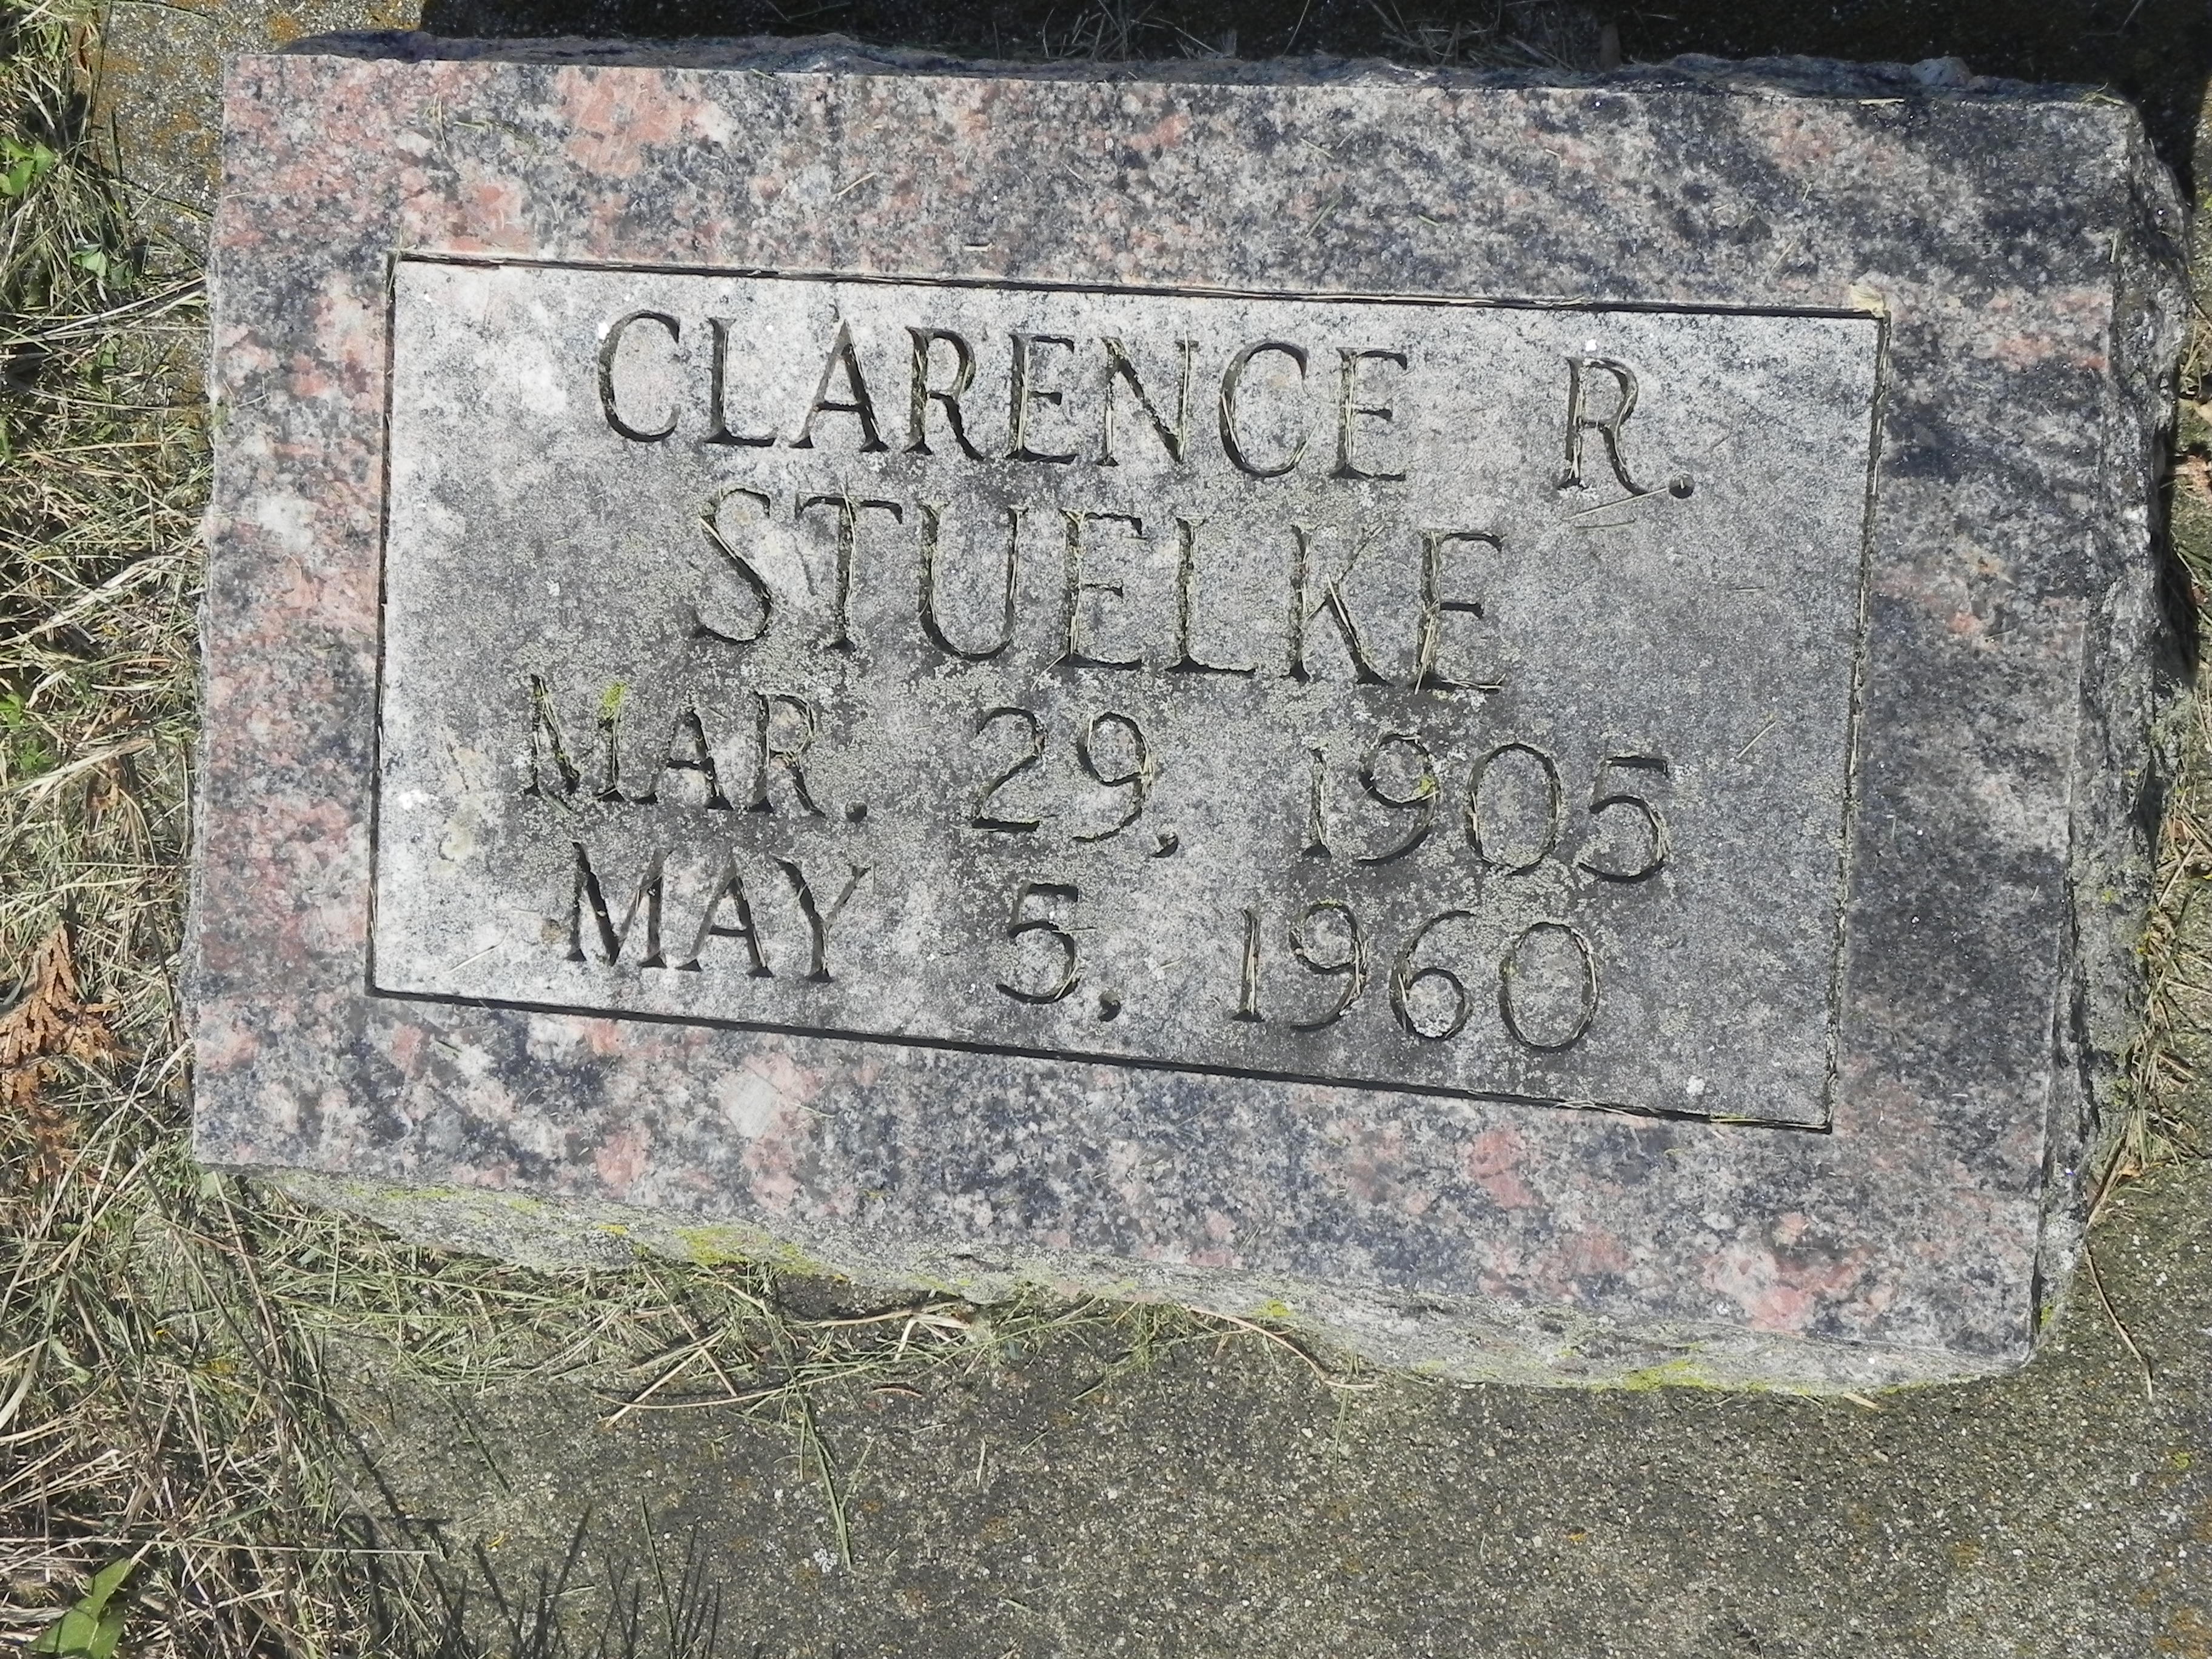 CLARENCE R.
STUELKE
MAR. 29, 1905
MAY 5, 1960